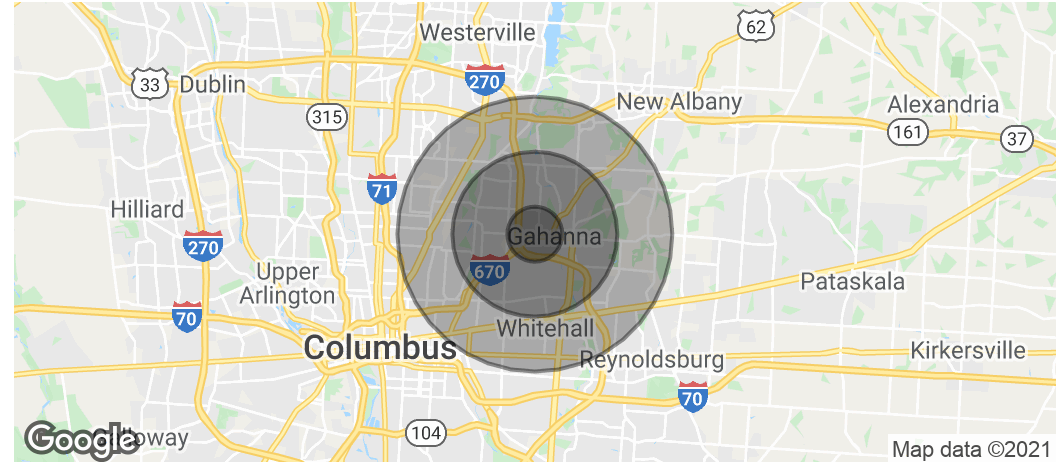 Westerville
62
33
Dublin
270
New Albany
Alexandria
315
161
37
71
Hilliard
270
Gahanna
670
Upper
Arlington
Pataskala
70
Whitehall
Columbus
Reynoldsburg
Kirkersville
70
104
Google
Map data ©2021